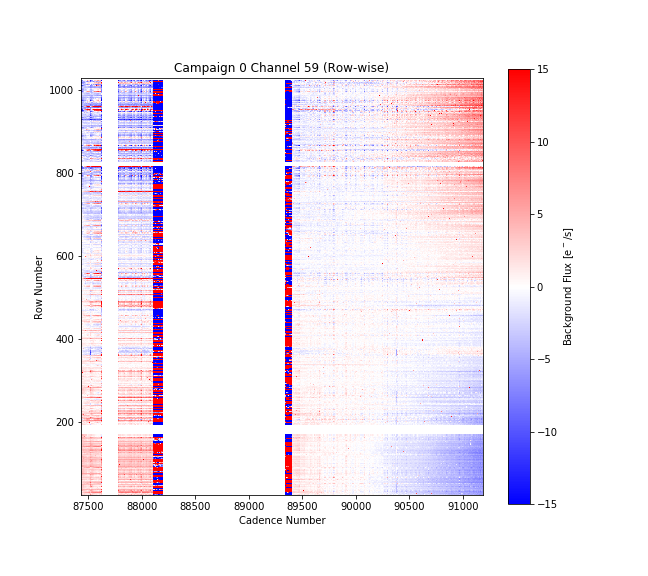 Campaign 0 Channel 59 (Row-wise)
1000
800
600
400
200
Row Number
87500 88000 88500 89000 89500 90000 90500 91000
Cadence Number
15
10
5
0
−5
−10
−15
Background Flux [e⁻/s]